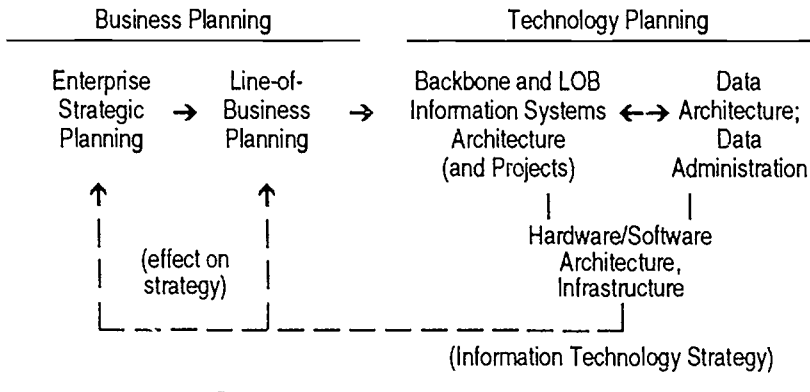 Business Planning
Technology Planning
Enterprise
Strategic
Planning
Line-of-
Business
Planning
Backbone and LOB
Information Systems
Architecture
(and Projects)
Data
Architecture;
Data
Administration
Hardware/Software
Architecture,
Infrastructure
(effect on
strategy)
(Information Technology Strategy)